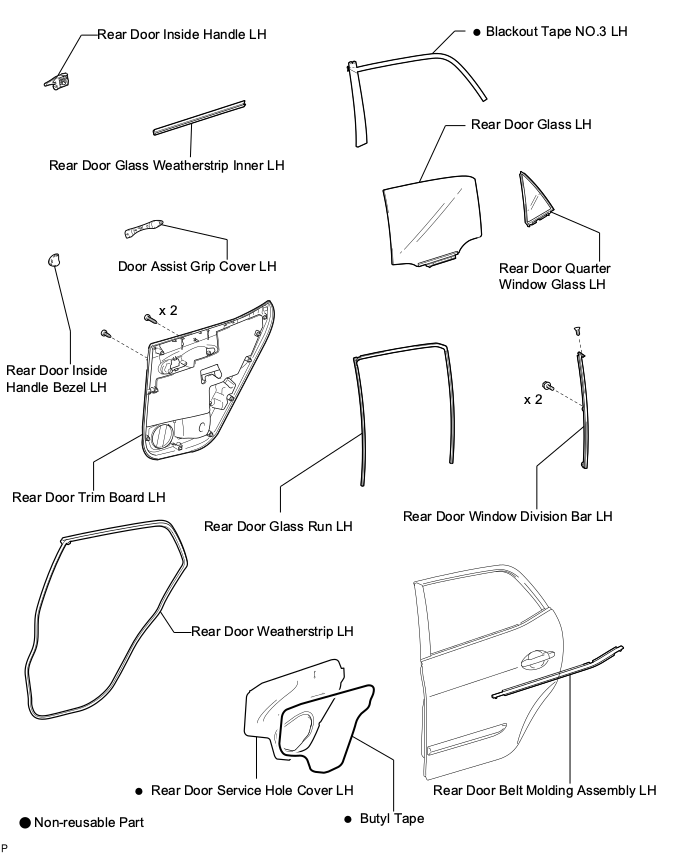 Rear Door Inside Handle LH
● Blackout Tape NO.3 LH
Rear Door Glass Weatherstrip Inner LH
Rear Door Glass LH
Door Assist Grip Cover LH
Rear Door Quarter
Window Glass LH
x 2
Rear Door Inside
Handle Bezel LH
x 2
Rear Door Trim Board LH
Rear Door Glass Run LH
Rear Door Window Division Bar LH
Rear Door Weatherstrip LH
● Rear Door Service Hole Cover LH
Rear Door Belt Molding Assembly LH
● Butyl Tape
● Non-reusable Part
P